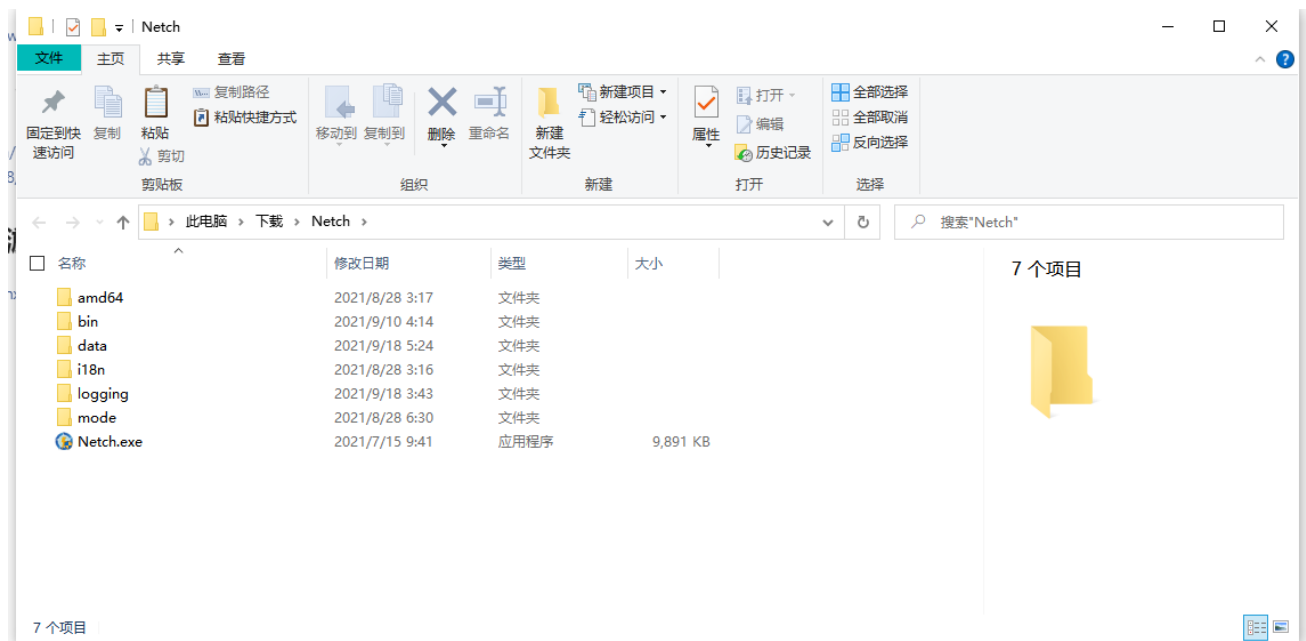 Netch
文件 主页 共享 查看
固定到快速访问
复制
粘贴
复制路径
粘贴快捷方式
剪切
剪贴板
移动到 复制到 删除 重命名
组织
新建文件夹
新建项目
轻松访问
新建
属性
打开
编辑
历史记录
打开
全部选择
全部取消
反向选择
选择
此电脑 › 下载 › Netch ›
搜索"Netch"
名称 修改日期 类型 大小
amd64 2021/8/28 3:17 文件夹
bin 2021/9/10 4:14 文件夹
data 2021/9/18 5:24 文件夹
i18n 2021/8/28 3:16 文件夹
logging 2021/9/18 3:43 文件夹
mode 2021/8/28 6:30 文件夹
Netch.exe 2021/7/15 9:41 应用程序 9,891 KB
7 个项目
7 个项目